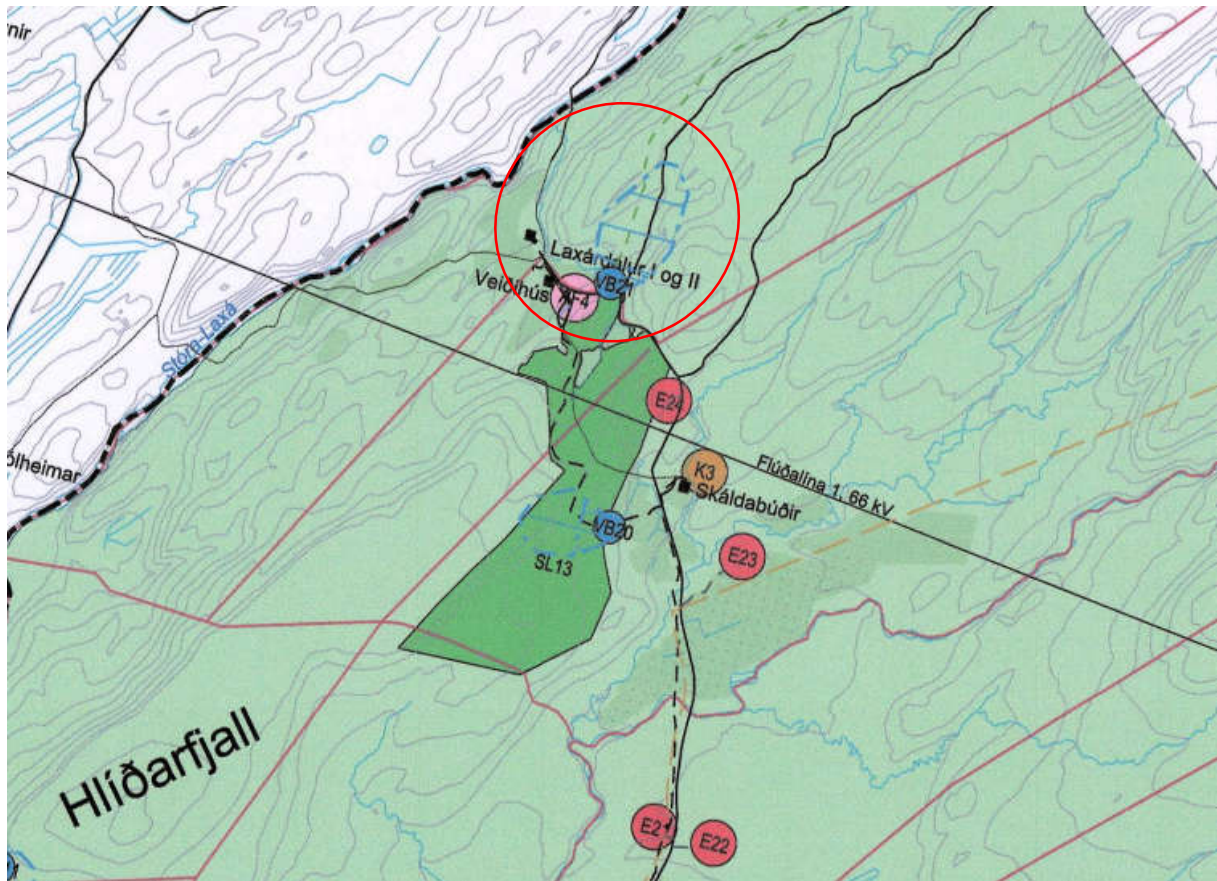 Laxárdalur I og II
VB21
Veiðihús
Stóra-Laxá
E24
Flúðalína 1, 66 kV
K3
Skáldabúðir
VB20
E23
SL13
Hlíðarfjall
E21
E22